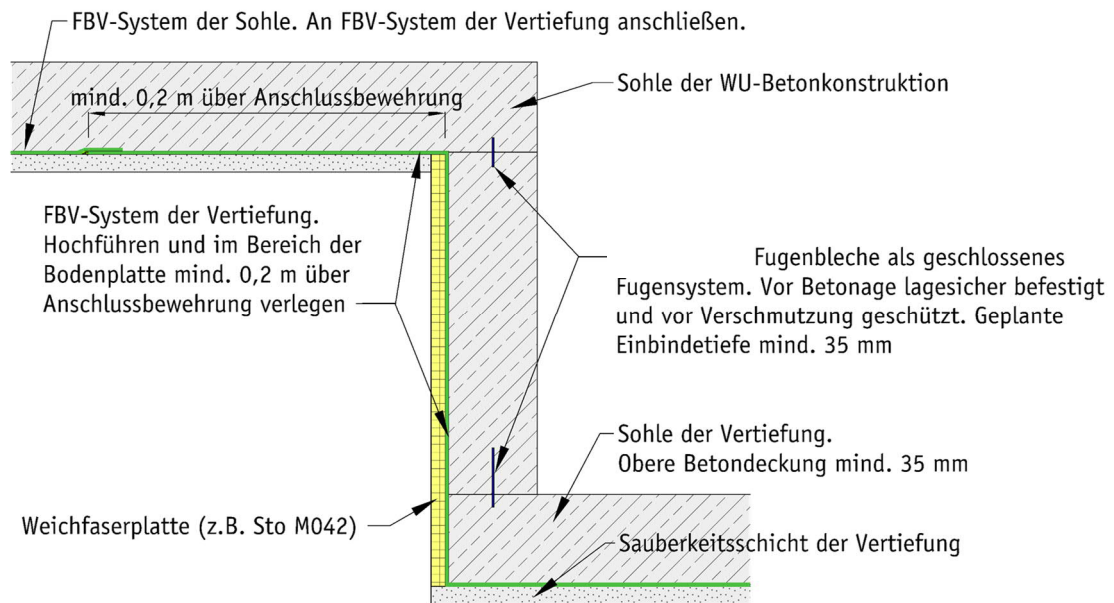 FBV-System der Sohle. An FBV-System der Vertiefung anschließen.
Sohle der WU-Betonkonstruktion
mind. 0,2 m über Anschlussbewehrung
FBV-System der Vertiefung.
Hochführen und im Bereich der
Bodenplatte mind. 0,2 m über
Anschlussbewehrung verlegen
Fugenbleche als geschlossenes
Fugensystem. Vor Betonage lagesicher befestigt
und vor Verschmutzung geschützt. Geplante
Einbindetiefe mind. 35 mm
Sohle der Vertiefung.
Obere Betondeckung mind. 35 mm
Weichfaserplatte (z.B. Sto M042)
Sauberkeitsschicht der Vertiefung